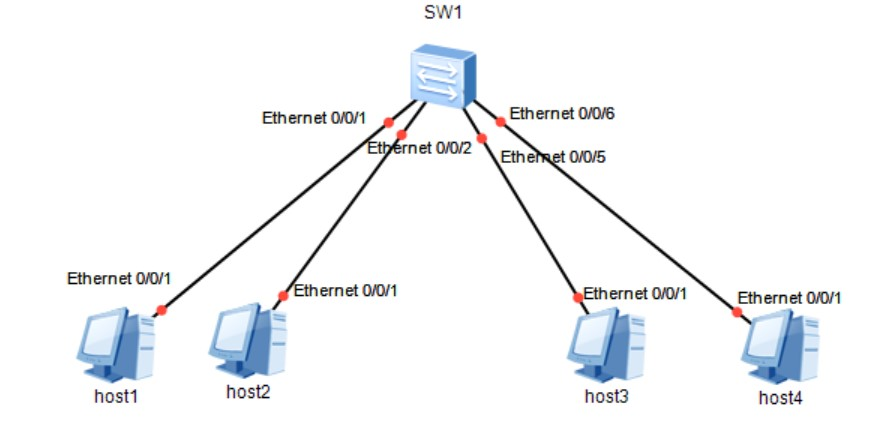 SW1
Ethernet 0/0/1
Ethernet 0/0/6
Ethernet 0/0/2
Ethernet 0/0/5
Ethernet 0/0/1
Ethernet 0/0/1
Ethernet 0/0/1
Ethernet 0/0/1
host1
host2
host3
host4